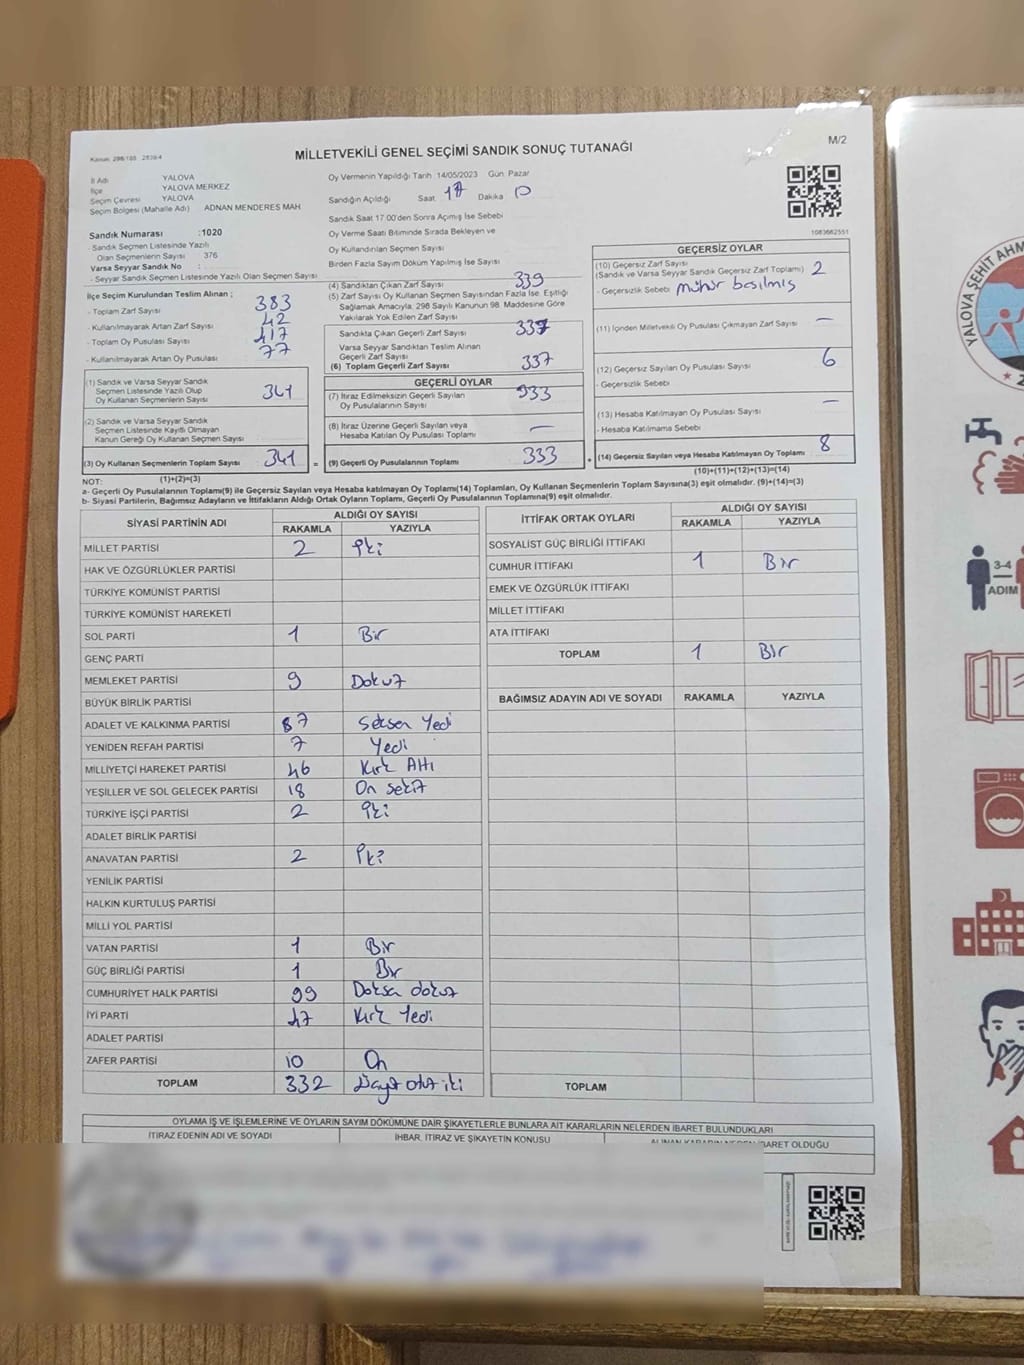 Kanun: 298/105 2839/4
MİLLETVEKİLİ GENEL SEÇİMİ SANDIK SONUÇ TUTANAĞI
M/2
İl Adı YALOVA
İlçe YALOVA MERKEZ
Seçim Çevresi YALOVA
Seçim Bölgesi (Mahalle Adı) ADNAN MENDERES MAH.
Oy Vermenin Yapıldığı Tarih 14/05/2023 Gün: Pazar
Sandığın Açıldığı Saat 17 Dakika 0
Sandık Saat 17:00'den Sonra Açılmış İse Sebebi
Oy Verme Saati Bitiminde Sırada Bekleyen ve
Oy Kullandırılan Seçmen Sayısı
Birden Fazla Sayım Döküm Yapılmış İse Sayısı
1083662551
Sandık Numarası :1020
- Sandık Seçmen Listesinde Yazılı
Olan Seçmenlerin Sayısı 376
Varsa Seyyar Sandık No :
- Seyyar Sandık Seçmen Listesinde Yazılı Olan Seçmen Sayısı
İlçe Seçim Kurulundan Teslim Alınan ;
- Toplam Zarf Sayısı 383
- Kullanılmayarak Artan Zarf Sayısı 42
- Toplam Oy Pusulası Sayısı 417
- Kullanılmayarak Artan Oy Pusulası 77
(1) Sandık ve Varsa Seyyar Sandık
Seçmen Listesinde Yazılı Olup
Oy Kullanan Seçmenlerin Sayısı 341
(2) Sandık ve Varsa Seyyar Sandık
Seçmen Listesinde Kayıtlı Olmayan
Kanun Gereği Oy Kullanan Seçmen Sayısı
(3) Oy Kullanan Seçmenlerin Toplam Sayısı 341 =
(1)+(2)=(3)
(4) Sandıktan Çıkan Zarf Sayısı 339
(5) Zarf Sayısı Oy Kullanan Seçmen Sayısından Fazla İse, Eşitliği
Sağlamak Amacıyla, 298 Sayılı Kanunun 98. Maddesine Göre
Yakılarak Yok Edilen Zarf Sayısı
Sandıkta Çıkan Geçerli Zarf Sayısı 337
Varsa Seyyar Sandıktan Teslim Alınan
Geçerli Zarf Sayısı
(6) Toplam Geçerli Zarf Sayısı 337
GEÇERLİ OYLAR
(7) İtiraz Edilmeksizin Geçerli Sayılan
Oy Pusulalarının Sayısı 333
(8) İtiraz Üzerine Geçerli Sayılan veya
Hesaba Katılan Oy Pusulası Toplamı —
(9) Geçerli Oy Pusulalarının Toplamı 333 +
GEÇERSİZ OYLAR
(10) Geçersiz Zarf Sayısı
(Sandık ve Varsa Seyyar Sandık Geçersiz Zarf Toplamı) 2
- Geçersizlik Sebebi mühür basılmış
(11) İçinden Milletvekili Oy Pusulası Çıkmayan Zarf Sayısı —
(12) Geçersiz Sayılan Oy Pusulası Sayısı 6
- Geçersizlik Sebebi
(13) Hesaba Katılmayan Oy Pusulası Sayısı —
- Hesaba Katılmama Sebebi
(14) Geçersiz Sayılan veya Hesaba Katılmayan Oy Toplamı 8
(10)+(11)+(12)+(13)=(14)
NOT:
a- Geçerli Oy Pusulalarının Toplamı(9) ile Geçersiz Sayılan veya Hesaba Katılmayan Oy Toplamı(14) Toplamları, Oy Kullanan Seçmenlerin Toplam Sayısına(3) eşit olmalıdır. (9)+(14)=(3)
b- Siyasi Partilerin, Bağımsız Adayların ve İttifakların Aldığı Ortak Oyların Toplamı, Geçerli Oy Pusulalarının Toplamına(9) eşit olmalıdır.
SİYASİ PARTİNİN ADI ALDIĞI OY SAYISI
RAKAMLA YAZIYLA
MİLLET PARTİSİ 2 İki
HAK VE ÖZGÜRLÜKLER PARTİSİ
TÜRKİYE KOMÜNİST PARTİSİ
TÜRKİYE KOMÜNİST HAREKETİ
SOL PARTİ 1 Bir
GENÇ PARTİ
MEMLEKET PARTİSİ 9 Dokuz
BÜYÜK BİRLİK PARTİSİ
ADALET VE KALKINMA PARTİSİ 87 Seksen Yedi
YENİDEN REFAH PARTİSİ 7 Yedi
MİLLİYETÇİ HAREKET PARTİSİ 46 Kırk Altı
YEŞİLLER VE SOL GELECEK PARTİSİ 18 On Sekiz
TÜRKİYE İŞÇİ PARTİSİ 2 İki
ADALET BİRLİK PARTİSİ
ANAVATAN PARTİSİ 2 İki
YENİLİK PARTİSİ
HALKIN KURTULUŞ PARTİSİ
MİLLİ YOL PARTİSİ
VATAN PARTİSİ 1 Bir
GÜÇ BİRLİĞİ PARTİSİ 1 Bir
CUMHURİYET HALK PARTİSİ 99 Doksa dokuz
İYİ PARTİ 47 Kırk Yedi
ADALET PARTİSİ
ZAFER PARTİSİ 10 On
TOPLAM 332 Üçyüz otuz iki
İTTİFAK ORTAK OYLARI ALDIĞI OY SAYISI
RAKAMLA YAZIYLA
SOSYALİST GÜÇ BİRLİĞİ İTTİFAKI
CUMHUR İTTİFAKI 1 Bir
EMEK VE ÖZGÜRLÜK İTTİFAKI
MİLLET İTTİFAKI
ATA İTTİFAKI
TOPLAM 1 Bir
BAĞIMSIZ ADAYIN ADI VE SOYADI RAKAMLA YAZIYLA
TOPLAM
OYLAMA İŞ VE İŞLEMLERİNE VE OYLARIN SAYIM DÖKÜMÜNE DAİR ŞİKAYETLERLE BUNLARA AİT KARARLARIN NELERDEN İBARET BULUNDUKLARI
İTİRAZ EDENİN ADI VE SOYADI İHBAR, İTİRAZ VE ŞİKAYETİN KONUSU ALINAN KARARIN NEDEN İBARET OLDUĞU
YALOVA ŞEHİT AHM
3-4
ADIM